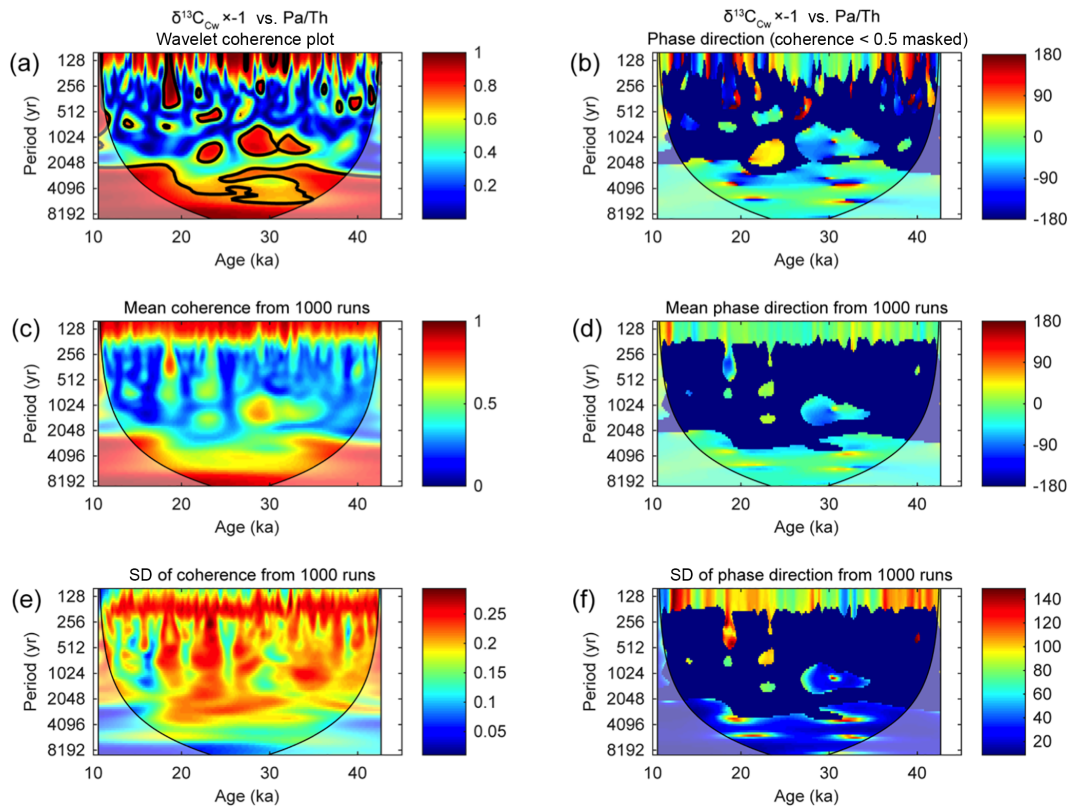 δ¹³C_Cw ×-1 vs. Pa/Th
Wavelet coherence plot
(a)
128
256
512
1024
2048
4096
8192
Period (yr)
10 20 30 40
Age (ka)
1
0.8
0.6
0.4
0.2
δ¹³C_Cw ×-1 vs. Pa/Th
Phase direction (coherence < 0.5 masked)
(b)
128
256
512
1024
2048
4096
8192
Period (yr)
10 20 30 40
Age (ka)
180
90
0
-90
-180
Mean coherence from 1000 runs
(c)
128
256
512
1024
2048
4096
8192
Period (yr)
10 20 30 40
Age (ka)
1
0.5
0
Mean phase direction from 1000 runs
(d)
128
256
512
1024
2048
4096
8192
Period (yr)
10 20 30 40
Age (ka)
180
90
0
-90
-180
SD of coherence from 1000 runs
(e)
128
256
512
1024
2048
4096
8192
Period (yr)
10 20 30 40
Age (ka)
0.25
0.2
0.15
0.1
0.05
SD of phase direction from 1000 runs
(f)
128
256
512
1024
2048
4096
8192
Period (yr)
10 20 30 40
Age (ka)
140
120
100
80
60
40
20